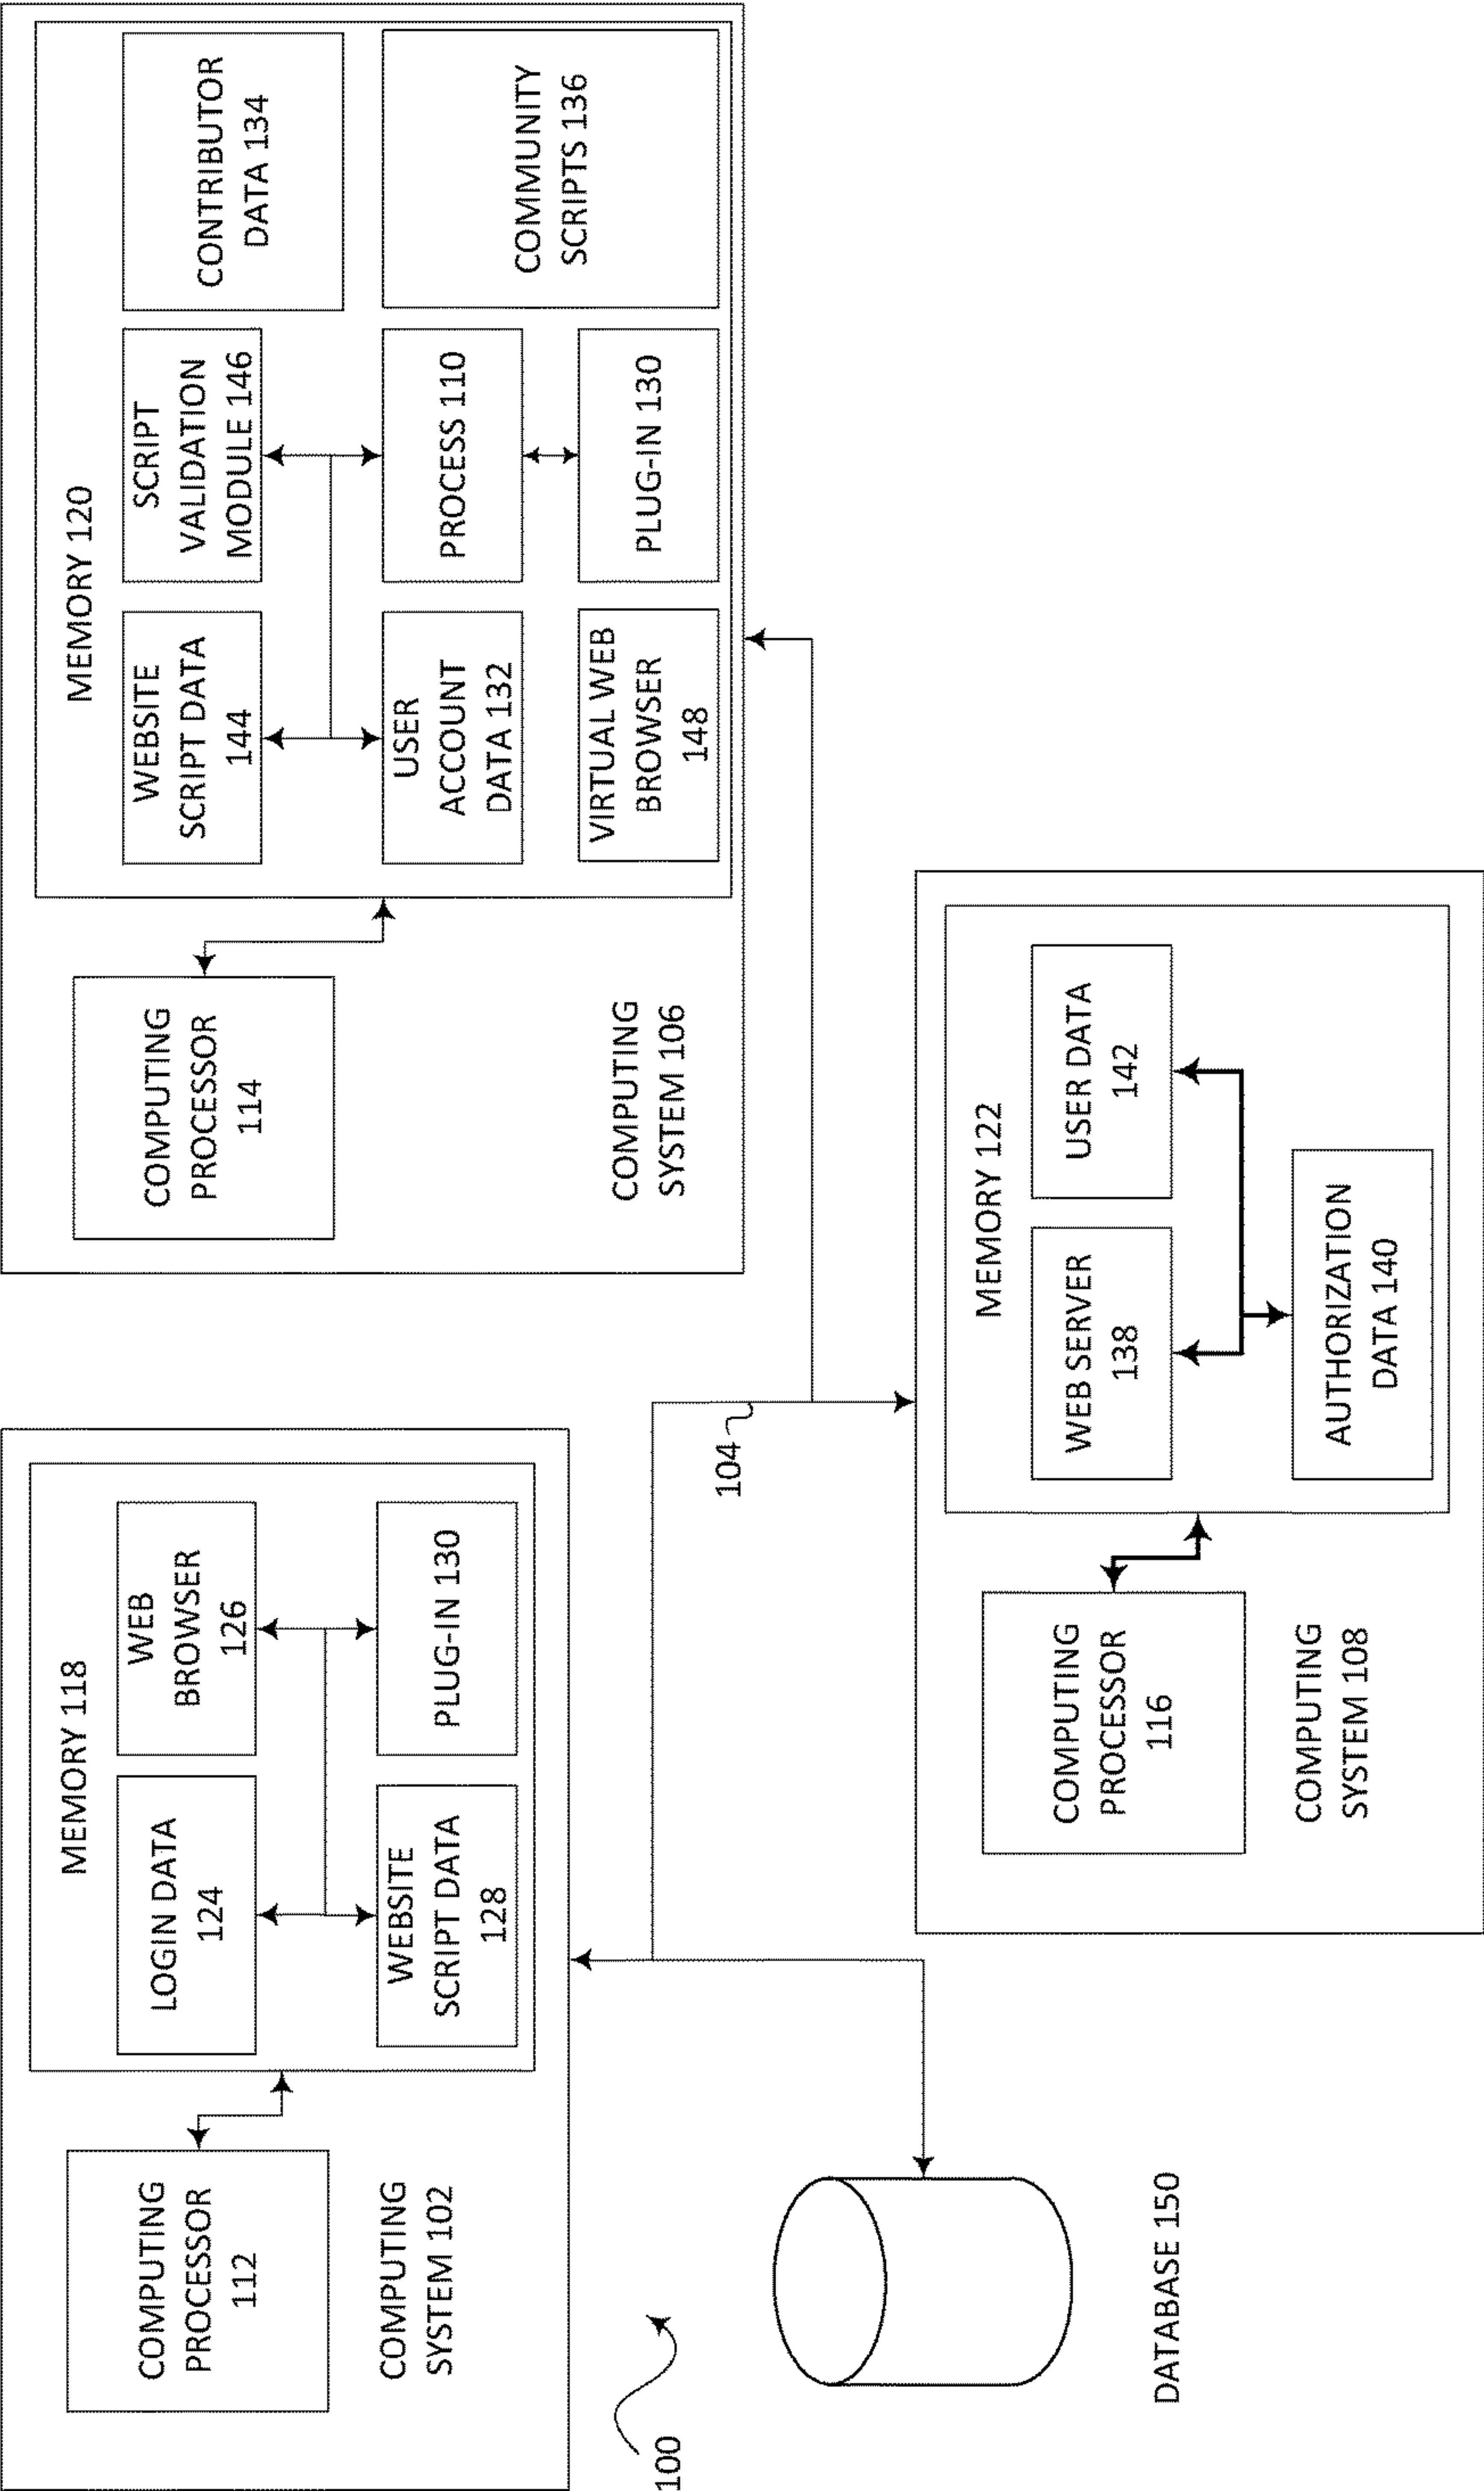 100
COMPUTING
PROCESSOR
112
COMPUTING
SYSTEM 102
MEMORY 118
LOGIN DATA
124
WEB
BROWSER
126
WEBSITE
SCRIPT DATA
128
PLUG-IN 130
COMPUTING
PROCESSOR
114
COMPUTING
SYSTEM 106
MEMORY 120
WEBSITE
SCRIPT DATA
144
SCRIPT
VALIDATION
MODULE 146
CONTRIBUTOR
DATA 134
USER
ACCOUNT
DATA 132
PROCESS 110
COMMUNITY
SCRIPTS 136
VIRTUAL WEB
BROWSER
148
PLUG-IN 130
104
DATABASE 150
COMPUTING
PROCESSOR
116
COMPUTING
SYSTEM 108
MEMORY 122
WEB SERVER
138
USER DATA
142
AUTHORIZATION
DATA 140